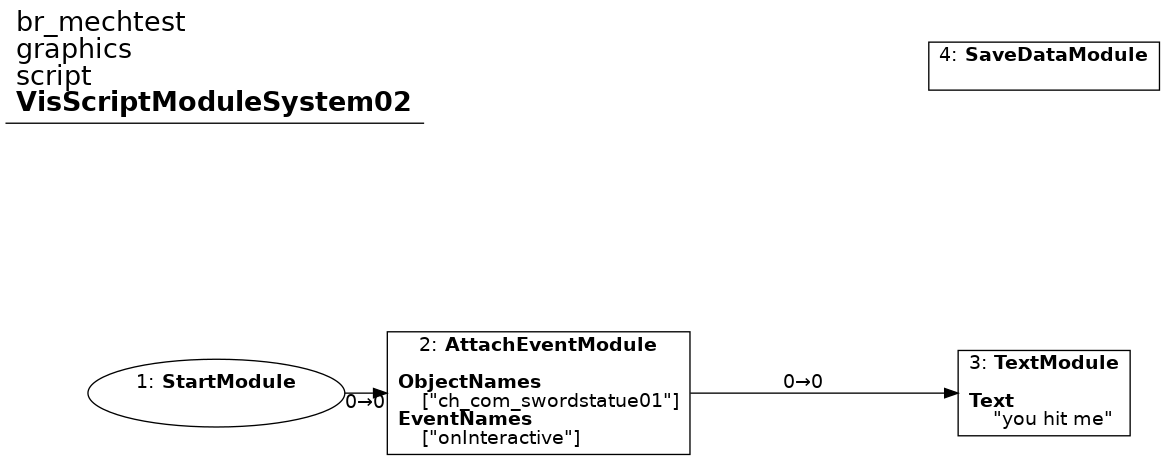 br_mechtest
graphics
script
VisScriptModuleSystem02
4: SaveDataModule
1: StartModule
0→0
2: AttachEventModule
ObjectNames
["ch_com_swordstatue01"]
EventNames
["onInteractive"]
0→0
3: TextModule
Text
"you hit me"